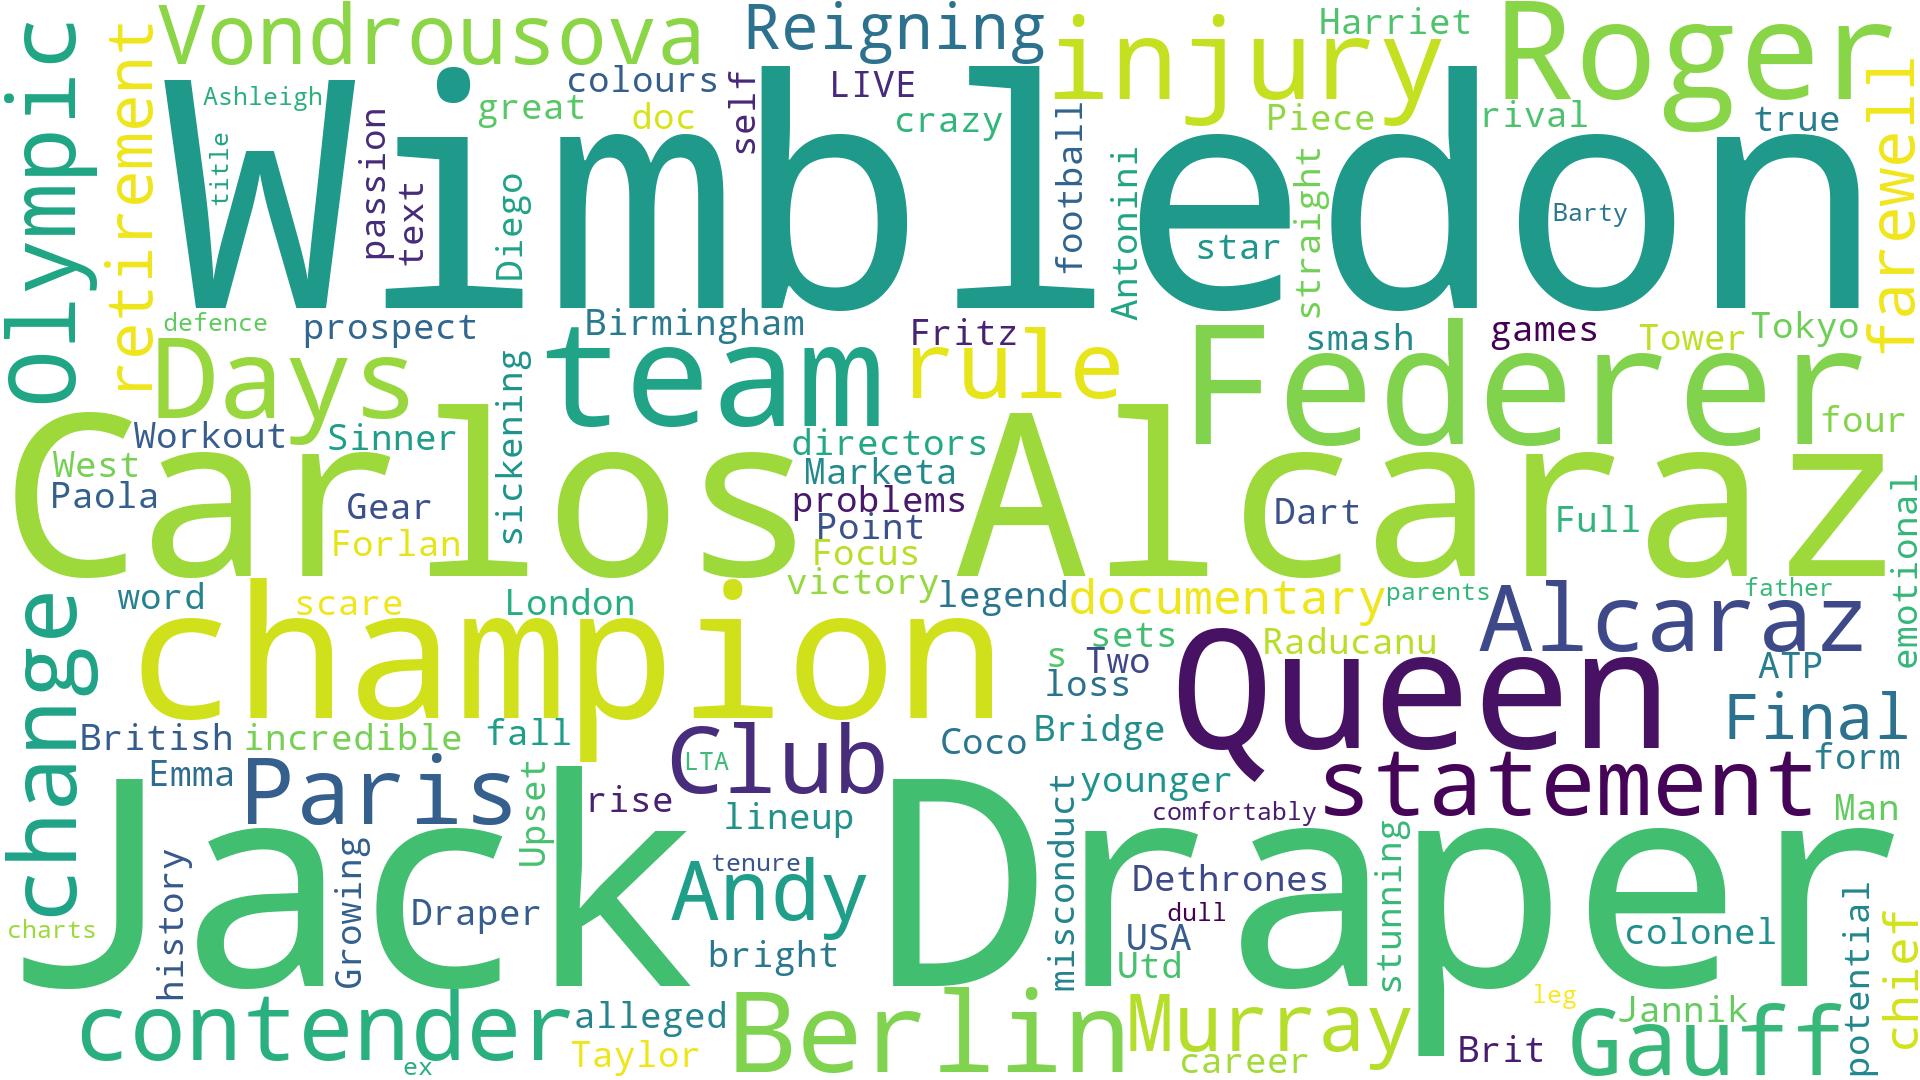 Vondrousova
Reigning
injury
Harriet
Roger
Olympic
retirement
Ashleigh
colours
great
doc
self
LIVE
crazy
football
Piece
rival
true
farewell
Wimbledon
title
passion
text
Diego
Antonini
star
straight
Barty
defence
prospect
Birmingham
Fritz
smash
games
Tower
Tokyo
Days
team
rule
Federer
four
Workout
Sinner
sickening
directors
Marketa
problems
Point
Focus
victory
West
Paola
Gear
Forlan
Carlos Alcaraz
Dart
Full
emotional
word
scare
London
legend
documentary
parents
father
Alcaraz
change
champion
sets
s
Two
loss
Raducanu
Queen
ATP
Final
British
incredible
fall
Club
LTA
Coco
Bridge
form
Emma
Paris
Upset
rise
lineup
younger
comfortably
statement
Man
Jack Draper
history
Growing
Draper
tenure
Andy
bright
misconduct
Dethrones
dull
USA
Utd
stunning
colonel
potential
chief
charts
contender
alleged
Taylor
ex
Berlin
Murray
career
Brit
leg
Jannik
Gauff